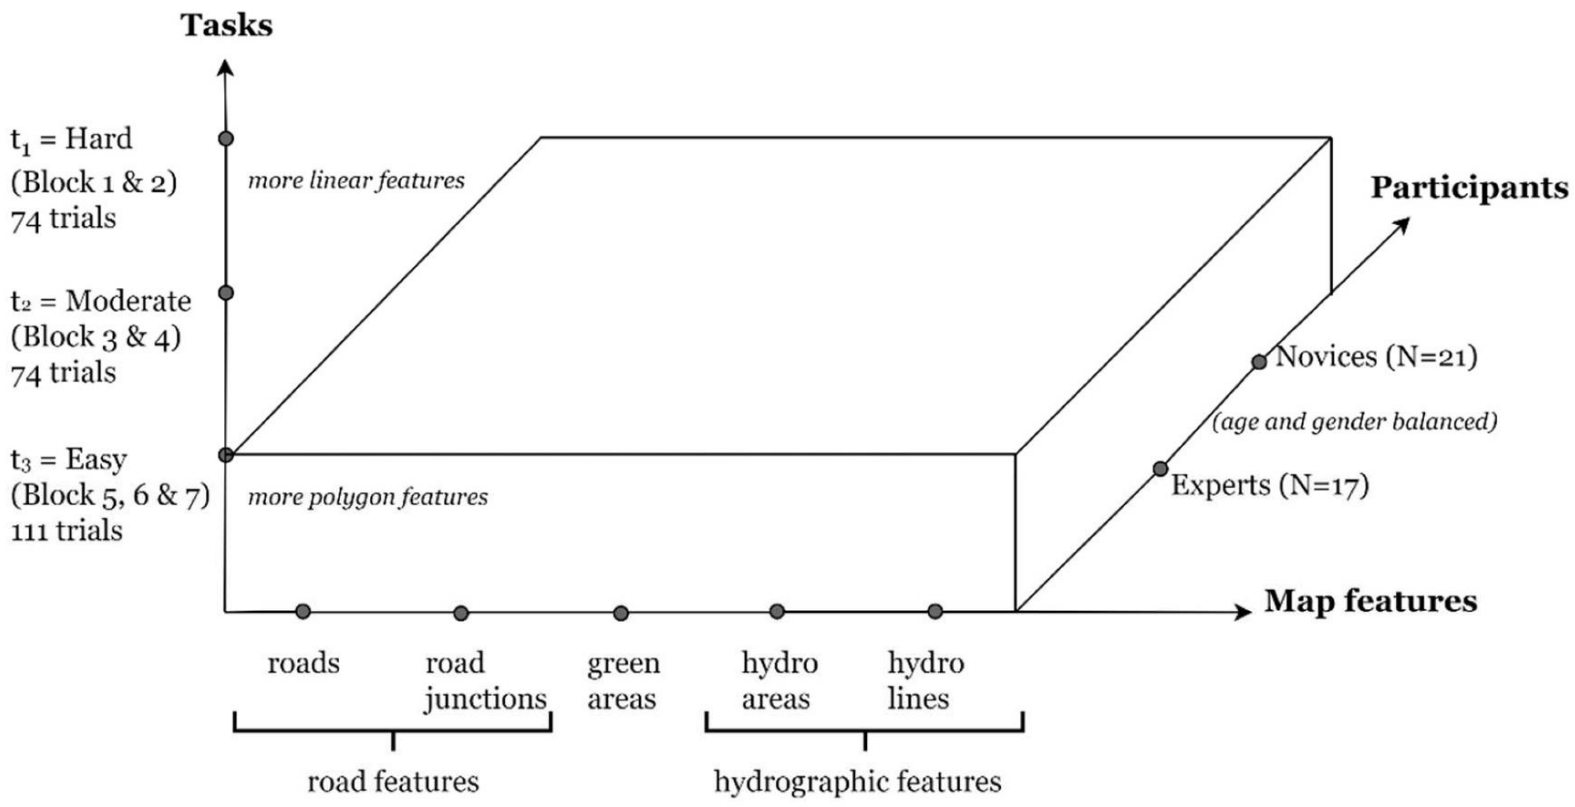 Tasks
t₁ = Hard
(Block 1 & 2)
74 trials
more linear features
Participants
t₂ = Moderate
(Block 3 & 4)
74 trials
Novices (N=21)
(age and gender balanced)
t₃ = Easy
(Block 5, 6 & 7)
111 trials
more polygon features
Experts (N=17)
Map features
roads
road
junctions
green
areas
hydro
areas
hydro
lines
road features
hydrographic features